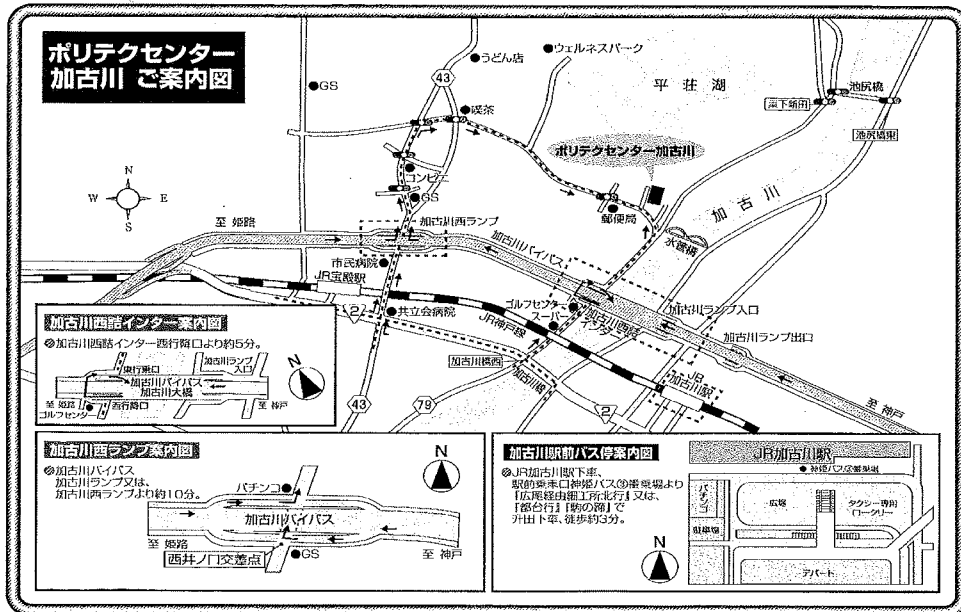 ポリテクセンター
加古川 ご案内図
うどん店
ウェルネスパーク
43
GS
平荘湖
池尻橋
池尻橋東
喫茶
ポリテクセンター加古川
コンビニ
GS
郵便局
加古川
水管橋
N
W
E
S
加古川西ランプ
至 姫路
加古川バイパス
市民病院
JR宝殿駅
2
共立会病院
JR神戸線
ゴルフセンター
スーパー
加古川西詰
インター
加古川ランプ入口
加古川ランプ出口
加古川橋西
JR
加古川駅
至 神戸
43
79
2
加古川西詰インター案内図
加古川西詰インター西行降口より約5分。
加古川ランプ
入口
加古川バイパス
加古川大橋
至 姫路
ゴルフセンター
西行降口
至 神戸
N
加古川西ランプ案内図
加古川バイパス
加古川ランプ又は、
加古川西ランプより約10分。
パチンコ
加古川バイパス
至 姫路
西井ノ口交差点
GS
至 神戸
N
加古川駅前バス停案内図
JR加古川駅下車、
駅前乗車口神姫バス③番乗場より
『広尾経由細工所北行』又は、
『都台行』『駒の蹄』で
升田下車、徒歩約3分。
N
JR加古川駅
神姫バス③番乗場
パチンコ
駐車場
広場
タクシー専用
ロータリー
デパート